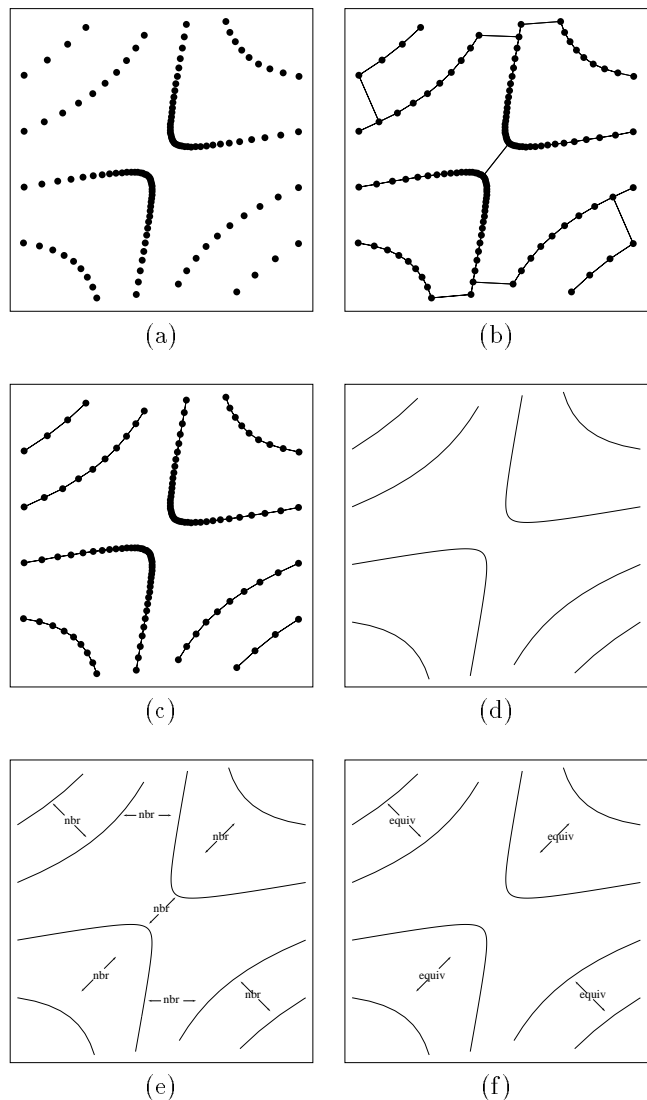 (a) (b)
(c) (d)
nbr nbr nbr
nbr
nbr nbr nbr
equiv equiv
equiv equiv
(e) (f)